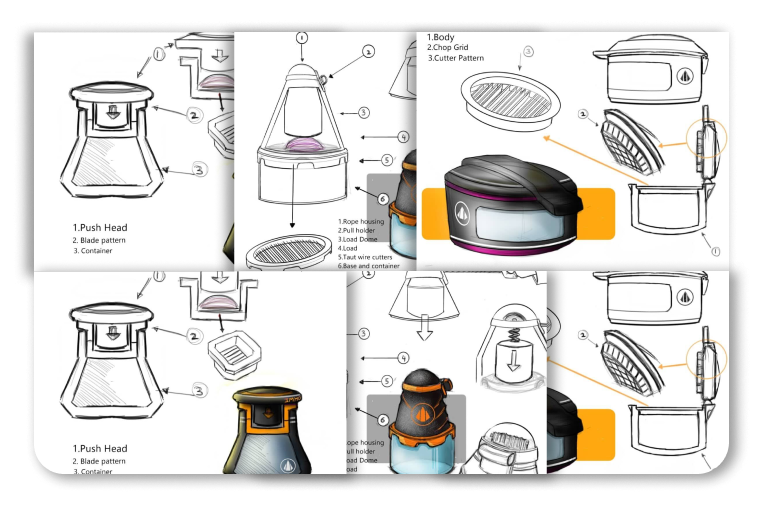 1
2
3
1.Push Head
2. Blade pattern
3. Container
1
2
3
4
5
6
1.Rope housing
2.Pull holder
3.Load Dome
4.Load
5.Taut wire cutters
6.Base and container
1.Body
2.Chop Grid
3.Cutter Pattern
3
2
1
1
2
3
1.Push Head
2. Blade pattern
3. Container
2
3
4
5
6
ope housing
ull holder
oad Dome
oad
2
1